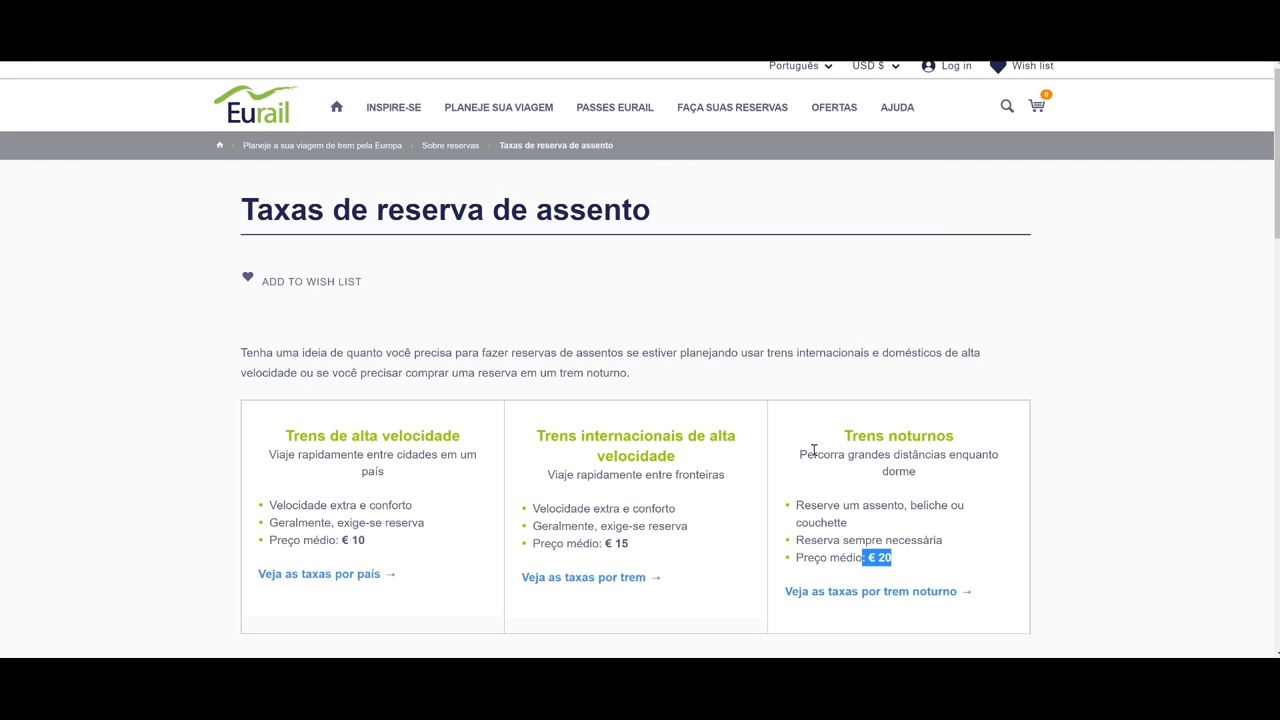 Português USD $ Log in Wish list
Eurail INSPIRE-SE PLANEJE SUA VIAGEM PASSES EURAIL FAÇA SUAS RESERVAS OFERTAS AJUDA 0
Planeje a sua viagem de trem pela Europa Sobre reservas Taxas de reserva de assento
Taxas de reserva de assento
ADD TO WISH LIST
Tenha uma ideia de quanto você precisa para fazer reservas de assentos se estiver planejando usar trens internacionais e domésticos de alta
velocidade ou se você precisar comprar uma reserva em um trem noturno.
Trens de alta velocidade
Viaje rapidamente entre cidades em um
país
• Velocidade extra e conforto
• Geralmente, exige-se reserva
• Preço médio: € 10
Veja as taxas por país →
Trens internacionais de alta
velocidade
Viaje rapidamente entre fronteiras
• Velocidade extra e conforto
• Geralmente, exige-se reserva
• Preço médio: € 15
Veja as taxas por trem →
Trens noturnos
Percorra grandes distâncias enquanto
dorme
• Reserve um assento, beliche ou
couchette
• Reserva sempre necessária
• Preço médio: € 20
Veja as taxas por trem noturno →